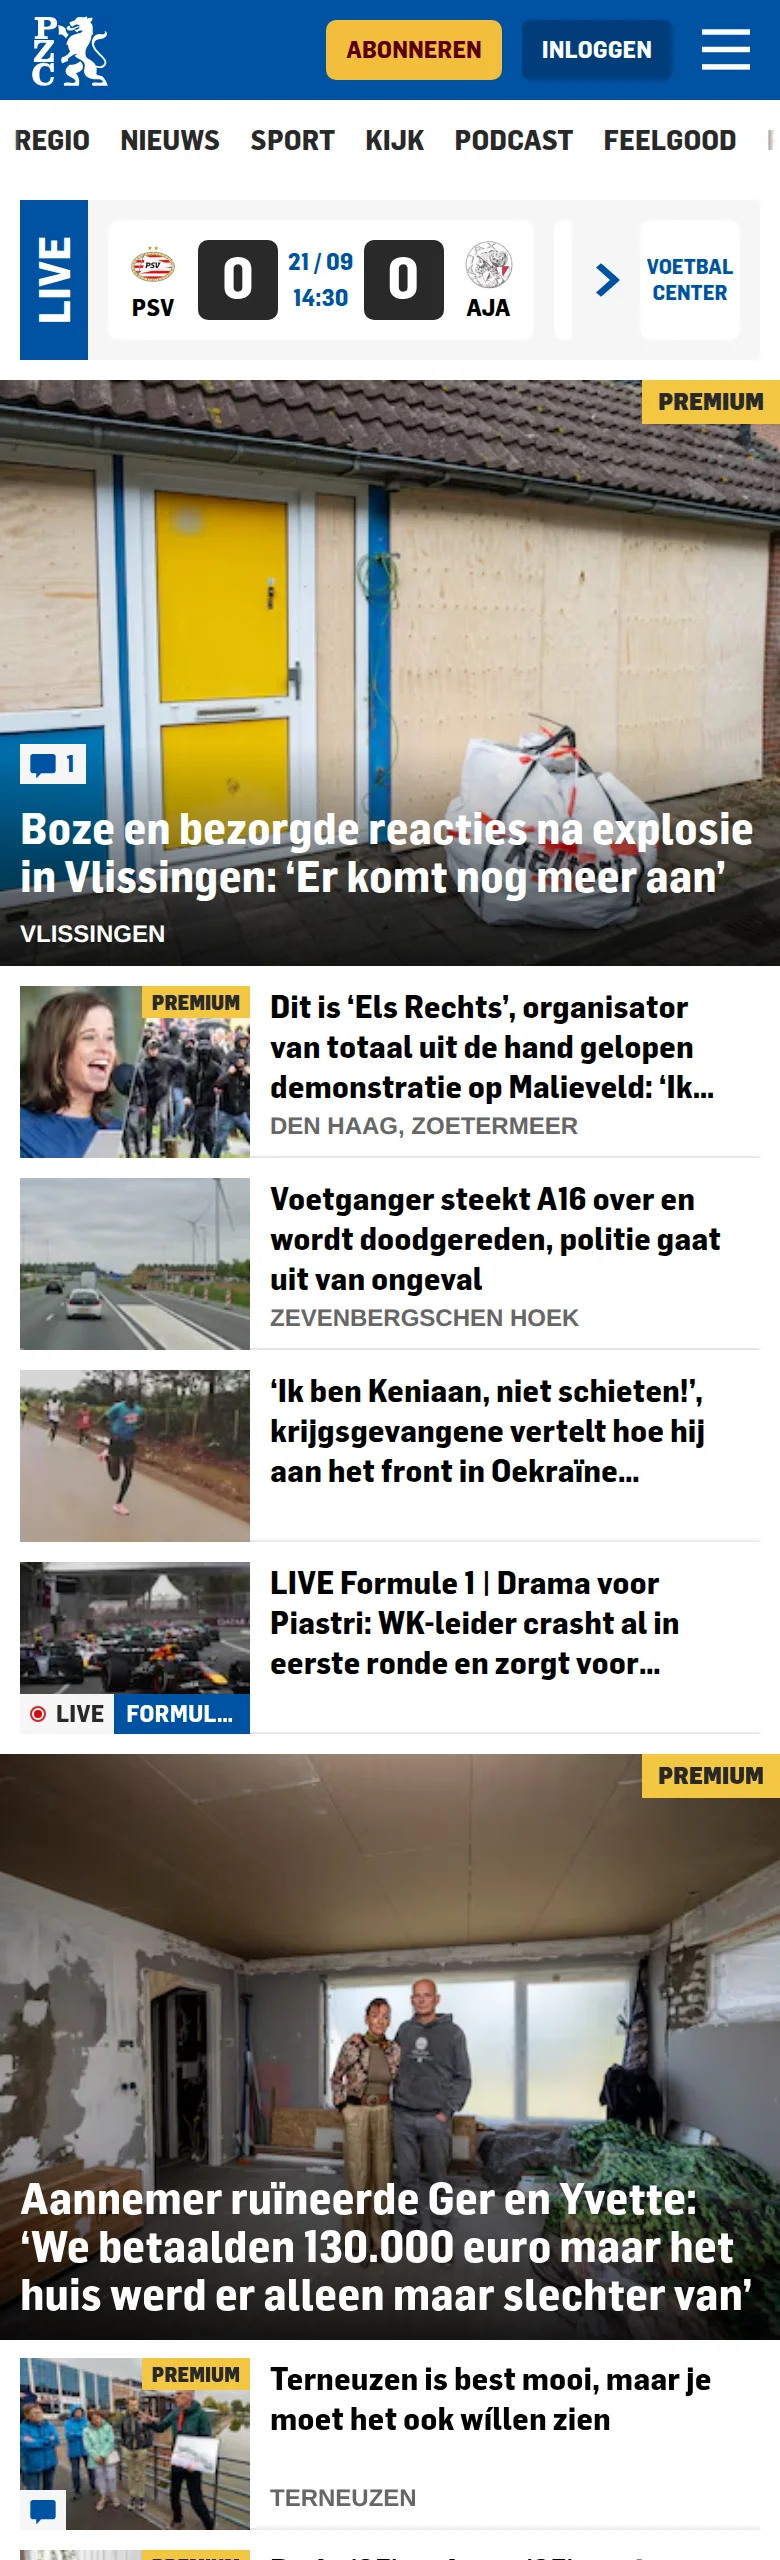 PZC
ABONNEREN
INLOGGEN
REGIO NIEUWS SPORT KIJK PODCAST FEELGOOD
LIVE
PSV
PSV
0
21 / 09
14:30
0
AJA
VOETBAL
CENTER
PREMIUM
1
Boze en bezorgde reacties na explosie
in Vlissingen: ‘Er komt nog meer aan’
VLISSINGEN
PREMIUM
Dit is ‘Els Rechts’, organisator
van totaal uit de hand gelopen
demonstratie op Malieveld: ‘Ik...
DEN HAAG, ZOETERMEER
Voetganger steekt A16 over en
wordt doodgereden, politie gaat
uit van ongeval
ZEVENBERGSCHEN HOEK
‘Ik ben Keniaan, niet schieten!’,
krijgsgevangene vertelt hoe hij
aan het front in Oekraïne...
LIVE Formule 1 | Drama voor
Piastri: WK-leider crasht al in
eerste ronde en zorgt voor...
LIVE
FORMUL...
PREMIUM
Aannemer ruïneerde Ger en Yvette:
‘We betaalden 130.000 euro maar het
huis werd er alleen maar slechter van’
PREMIUM
Terneuzen is best mooi, maar je
moet het ook wíllen zien
TERNEUZEN